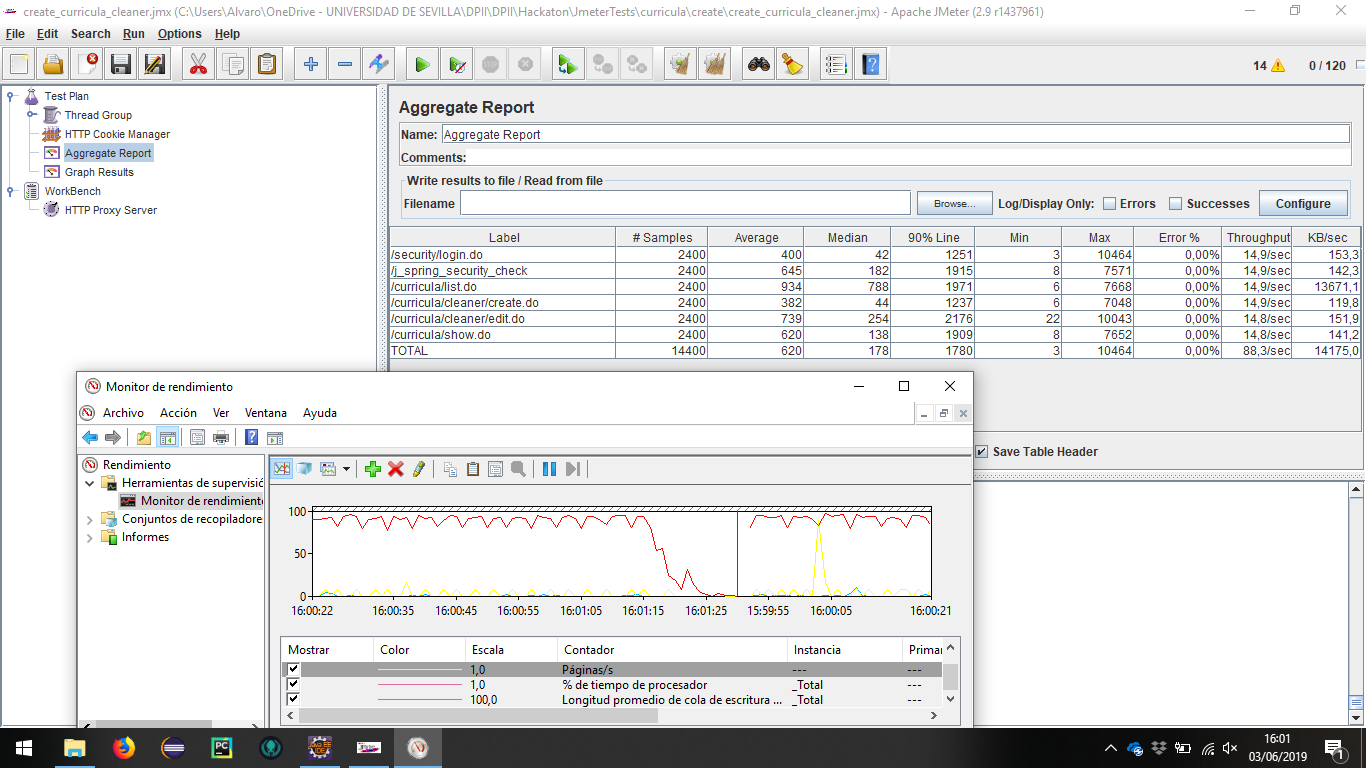 create_curricula_cleaner.jmx (C:\Users\Alvaro\OneDrive - UNIVERSIDAD DE SEVILLA\DPII\DPII\Hackaton\JmeterTests\curricula\create\create_curricula_cleaner.jmx) - Apache JMeter (2.9 r1437961)
File Edit Search Run Options Help
14 0 / 120
Test Plan
Thread Group
HTTP Cookie Manager
Aggregate Report
Graph Results
WorkBench
HTTP Proxy Server
Aggregate Report
Name: Aggregate Report
Comments:
Write results to file / Read from file
Filename Browse... Log/Display Only: Errors Successes Configure
Label # Samples Average Median 90% Line Min Max Error % Throughput KB/sec
/security/login.do 2400 400 42 1251 3 10464 0,00% 14,9/sec 153,3
/j_spring_security_check 2400 645 182 1915 8 7571 0,00% 14,9/sec 142,3
/curricula/list.do 2400 934 788 1971 6 7668 0,00% 14,9/sec 13671,1
/curricula/cleaner/create.do 2400 382 44 1237 6 7048 0,00% 14,9/sec 119,8
/curricula/cleaner/edit.do 2400 739 254 2176 22 10043 0,00% 14,8/sec 151,9
/curricula/show.do 2400 620 138 1909 8 7652 0,00% 14,8/sec 141,2
TOTAL 14400 620 178 1780 3 10464 0,00% 88,3/sec 14175,0
Save Table Header
Monitor de rendimiento
Archivo Acción Ver Ventana Ayuda
Rendimiento
Herramientas de supervisió
Monitor de rendimiento
Conjuntos de recopiladore
Informes
100
50
0
16:00:22 16:00:35 16:00:45 16:00:55 16:01:05 16:01:15 16:01:25 15:59:55 16:00:05 16:00:21
Mostrar Color Escala Contador Instancia Primar
1,0 Páginas/s ---  ---
1,0 % de tiempo de procesador _Total ---
100,0 Longitud promedio de cola de escritura ... _Total ---
16:01
03/06/2019
1